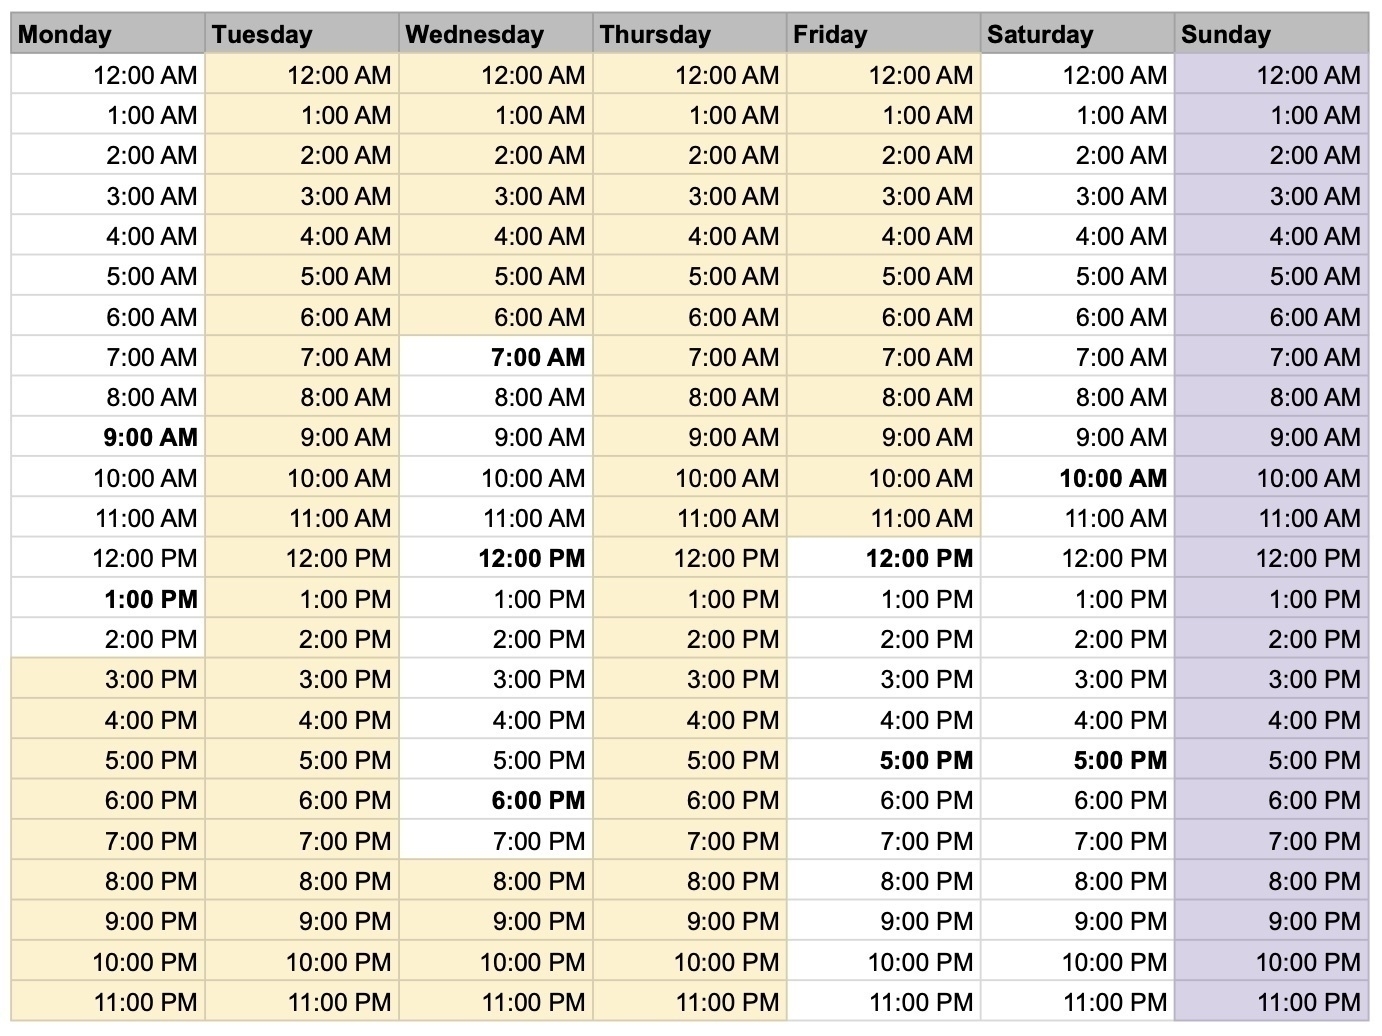 Monday Tuesday Wednesday Thursday Friday Saturday Sunday
12:00 AM 12:00 AM 12:00 AM 12:00 AM 12:00 AM 12:00 AM 12:00 AM
1:00 AM 1:00 AM 1:00 AM 1:00 AM 1:00 AM 1:00 AM 1:00 AM
2:00 AM 2:00 AM 2:00 AM 2:00 AM 2:00 AM 2:00 AM 2:00 AM
3:00 AM 3:00 AM 3:00 AM 3:00 AM 3:00 AM 3:00 AM 3:00 AM
4:00 AM 4:00 AM 4:00 AM 4:00 AM 4:00 AM 4:00 AM 4:00 AM
5:00 AM 5:00 AM 5:00 AM 5:00 AM 5:00 AM 5:00 AM 5:00 AM
6:00 AM 6:00 AM 6:00 AM 6:00 AM 6:00 AM 6:00 AM 6:00 AM
7:00 AM 7:00 AM 7:00 AM 7:00 AM 7:00 AM 7:00 AM 7:00 AM
8:00 AM 8:00 AM 8:00 AM 8:00 AM 8:00 AM 8:00 AM 8:00 AM
9:00 AM 9:00 AM 9:00 AM 9:00 AM 9:00 AM 9:00 AM 9:00 AM
10:00 AM 10:00 AM 10:00 AM 10:00 AM 10:00 AM 10:00 AM 10:00 AM
11:00 AM 11:00 AM 11:00 AM 11:00 AM 11:00 AM 11:00 AM 11:00 AM
12:00 PM 12:00 PM 12:00 PM 12:00 PM 12:00 PM 12:00 PM 12:00 PM
1:00 PM 1:00 PM 1:00 PM 1:00 PM 1:00 PM 1:00 PM 1:00 PM
2:00 PM 2:00 PM 2:00 PM 2:00 PM 2:00 PM 2:00 PM 2:00 PM
3:00 PM 3:00 PM 3:00 PM 3:00 PM 3:00 PM 3:00 PM 3:00 PM
4:00 PM 4:00 PM 4:00 PM 4:00 PM 4:00 PM 4:00 PM 4:00 PM
5:00 PM 5:00 PM 5:00 PM 5:00 PM 5:00 PM 5:00 PM 5:00 PM
6:00 PM 6:00 PM 6:00 PM 6:00 PM 6:00 PM 6:00 PM 6:00 PM
7:00 PM 7:00 PM 7:00 PM 7:00 PM 7:00 PM 7:00 PM 7:00 PM
8:00 PM 8:00 PM 8:00 PM 8:00 PM 8:00 PM 8:00 PM 8:00 PM
9:00 PM 9:00 PM 9:00 PM 9:00 PM 9:00 PM 9:00 PM 9:00 PM
10:00 PM 10:00 PM 10:00 PM 10:00 PM 10:00 PM 10:00 PM 10:00 PM
11:00 PM 11:00 PM 11:00 PM 11:00 PM 11:00 PM 11:00 PM 11:00 PM